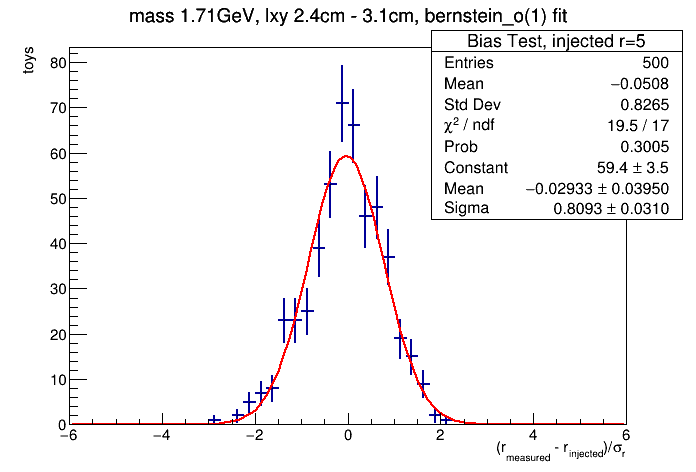 mass 1.71GeV, lxy 2.4cm - 3.1cm, bernstein_o(1) fit
toys
Bias Test, injected r=5
Entries 500
Mean −0.0508
Std Dev 0.8265
χ² / ndf 19.5 / 17
Prob 0.3005
Constant 59.4 ± 3.5
Mean −0.02933 ± 0.03950
Sigma 0.8093 ± 0.0310
80
70
60
50
40
30
20
10
0
−6 −4 −2 0 2 4 6
(r_measured - r_injected)/σ_r